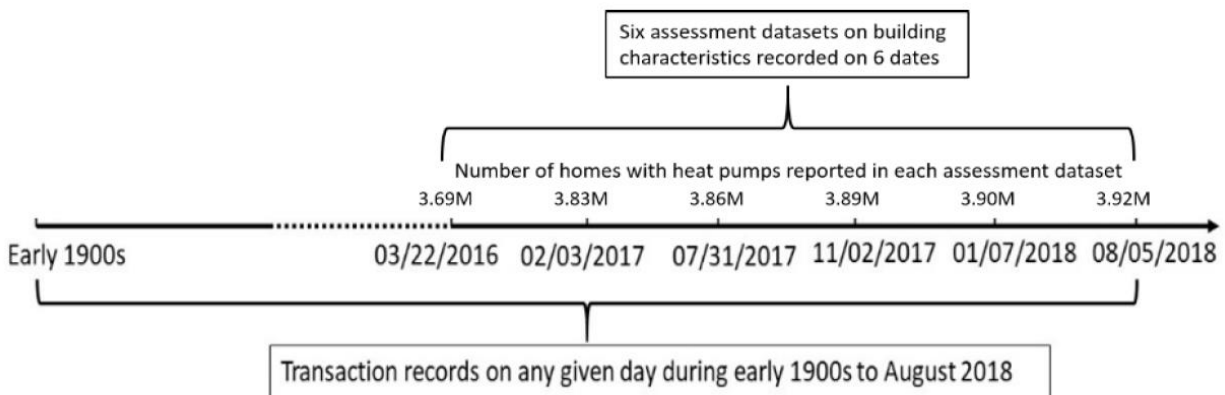 Six assessment datasets on building
characteristics recorded on 6 dates
Number of homes with heat pumps reported in each assessment dataset
3.69M 3.83M 3.86M 3.89M 3.90M 3.92M
Early 1900s 03/22/2016 02/03/2017 07/31/2017 11/02/2017 01/07/2018 08/05/2018
Transaction records on any given day during early 1900s to August 2018